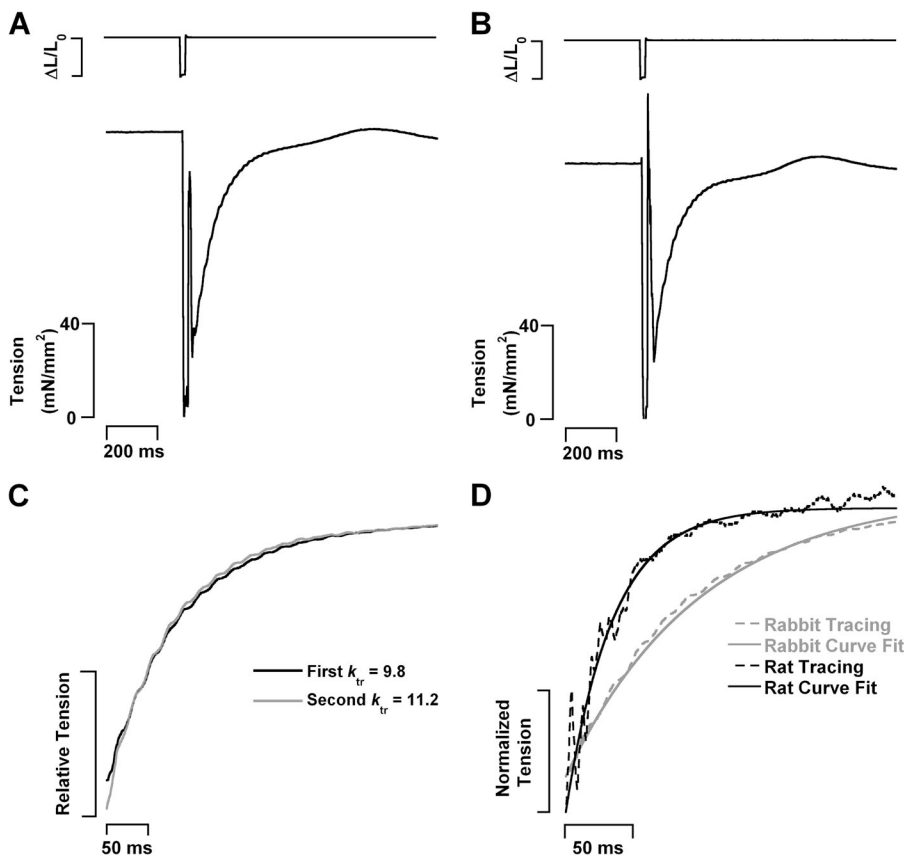 A
ΔL/L0
40
Tension
(mN/mm2)
0
200 ms
B
ΔL/L0
40
Tension
(mN/mm2)
0
200 ms
C
First ktr = 9.8
Second ktr = 11.2
Relative Tension
50 ms
D
Rabbit Tracing
Rabbit Curve Fit
Rat Tracing
Rat Curve Fit
Normalized
Tension
50 ms